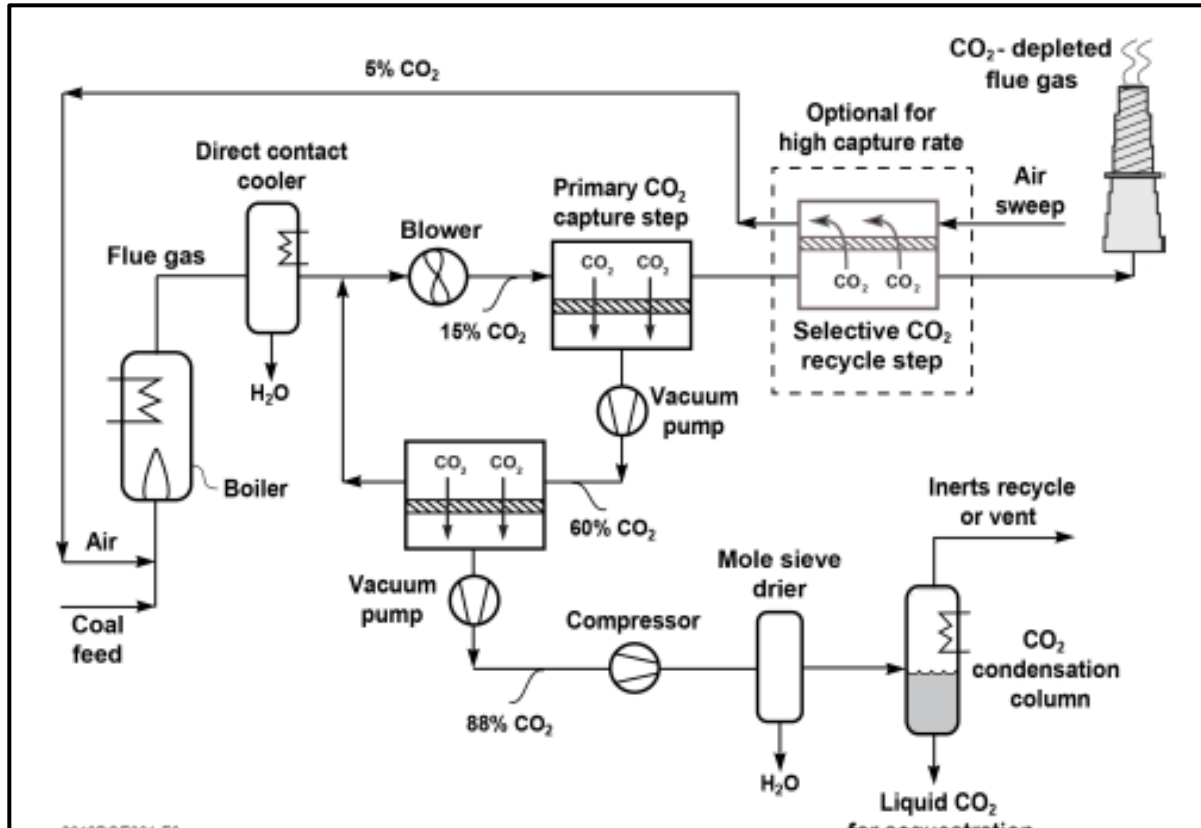 CO₂- depleted
flue gas
5% CO₂
Optional for
high capture rate
Direct contact
cooler
Primary CO₂
capture step
Air
sweep
Blower
Flue gas
CO₂
CO₂
15% CO₂
CO₂
CO₂
Selective CO₂
recycle step
H₂O
Vacuum
pump
Boiler
CO₂
CO₂
60% CO₂
Inerts recycle
or vent
Air
Coal
feed
Vacuum
pump
Mole sieve
drier
Compressor
CO₂
condensation
column
88% CO₂
H₂O
Liquid CO₂
for sequestration